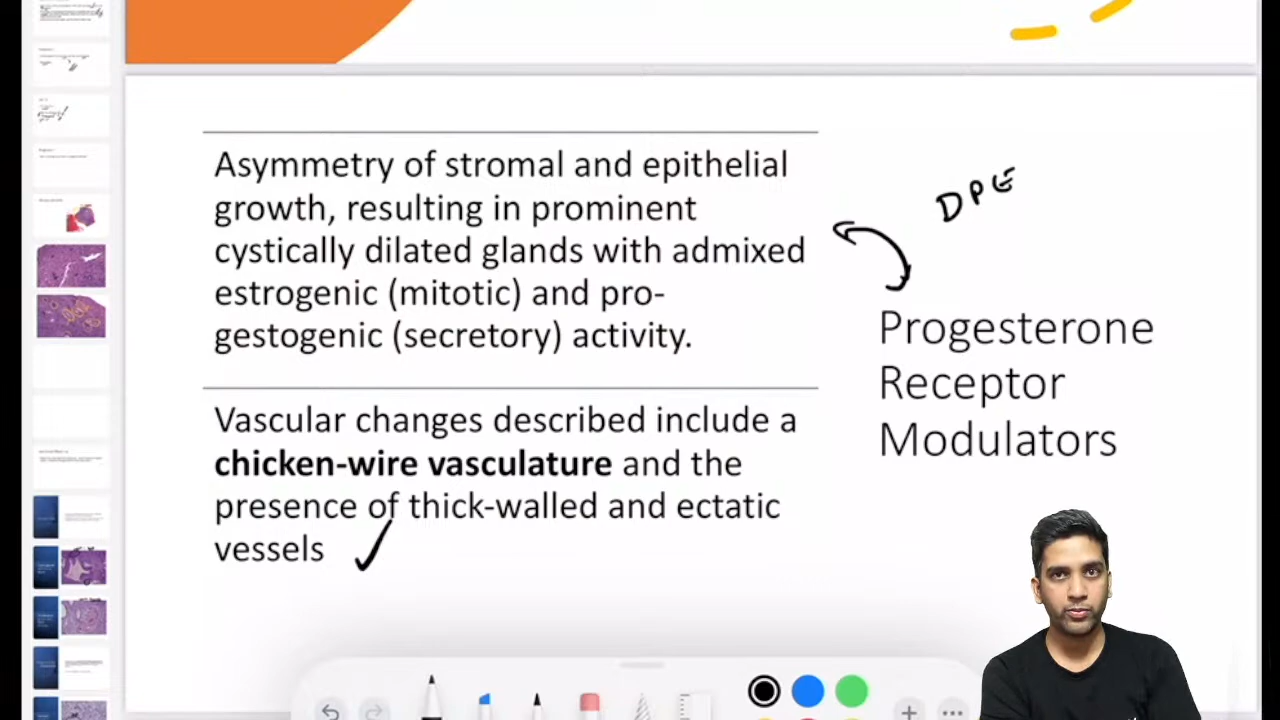 Asymmetry of stromal and epithelial
growth, resulting in prominent
cystically dilated glands with admixed
estrogenic (mitotic) and pro-
gestogenic (secretory) activity.
Vascular changes described include a
chicken-wire vasculature and the
presence of thick-walled and ectatic
vessels
DPE
Progesterone
Receptor
Modulators